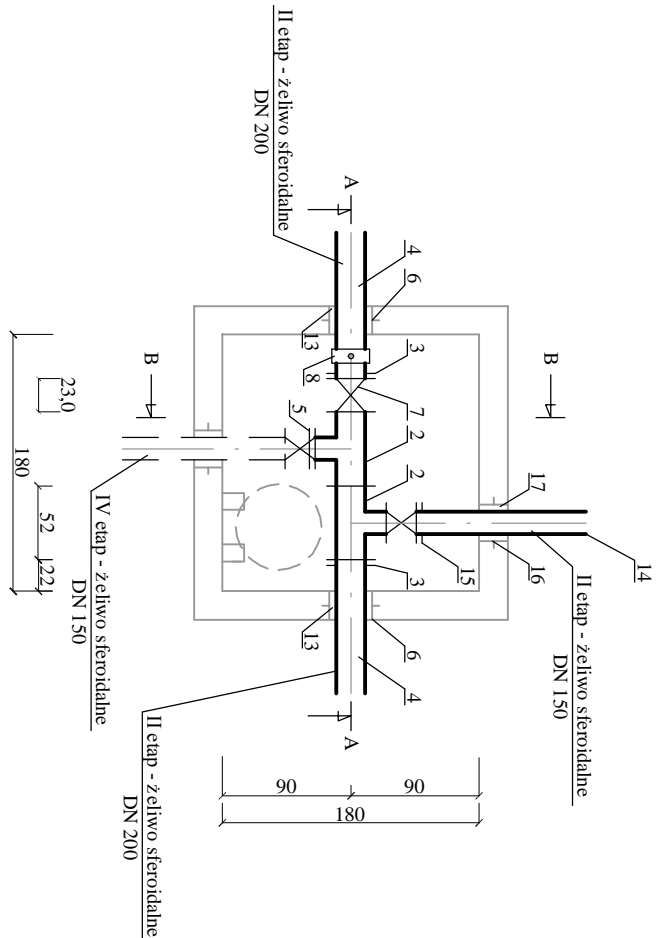 II etap - żeliwo sferoidalne
DN 200
A
4
6
13
8
3
7
5
2
2
B
B
23,0
180
52
22
17
16
15
14
3
13
6
4
A
IV etap - żeliwo sferoidalne
DN 150
II etap - żeliwo sferoidalne
DN 150
90
90
180
II etap - żeliwo sferoidalne
DN 200